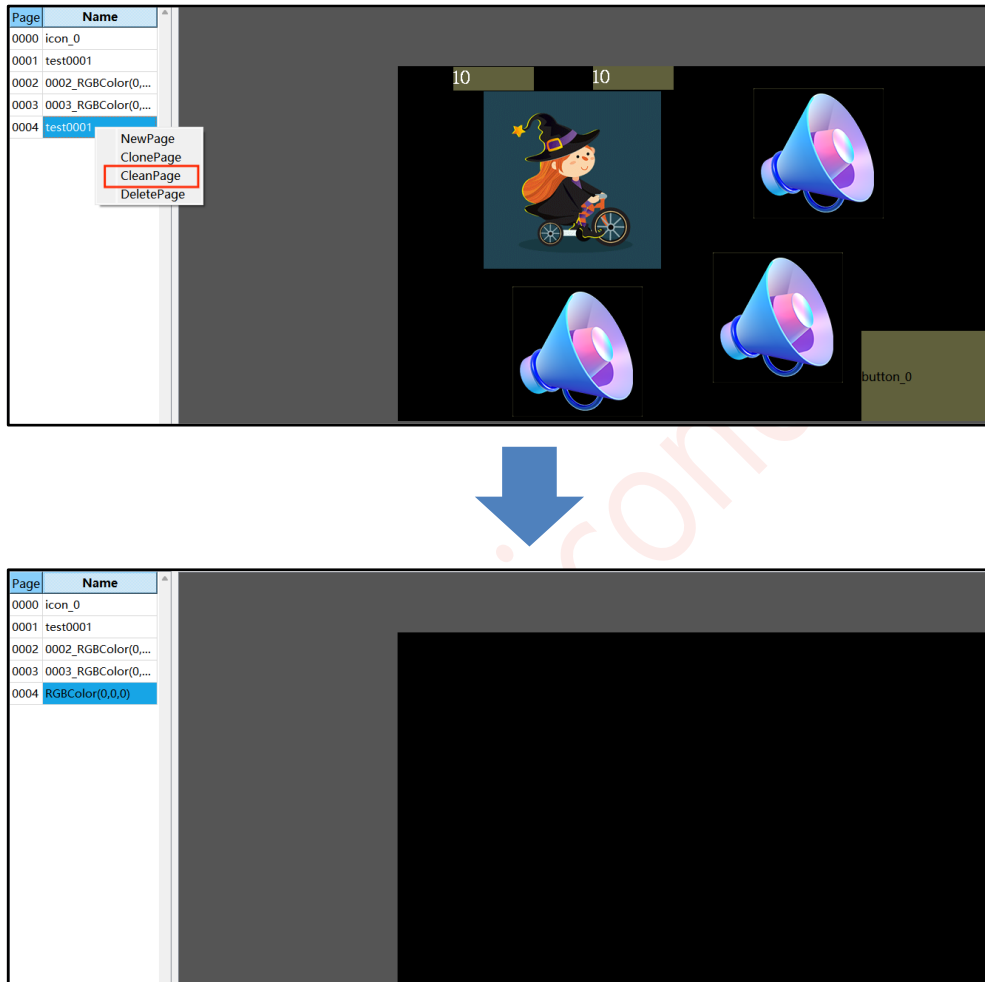 Page Name
0000 icon_0
0001 test0001
0002 0002_RGBColor(0,...
0003 0003_RGBColor(0,...
0004 test0001
NewPage
ClonePage
CleanPage
DeletePage
10
10
button_0
Page Name
0000 icon_0
0001 test0001
0002 0002_RGBColor(0,...
0003 0003_RGBColor(0,...
0004 RGBColor(0,0,0)